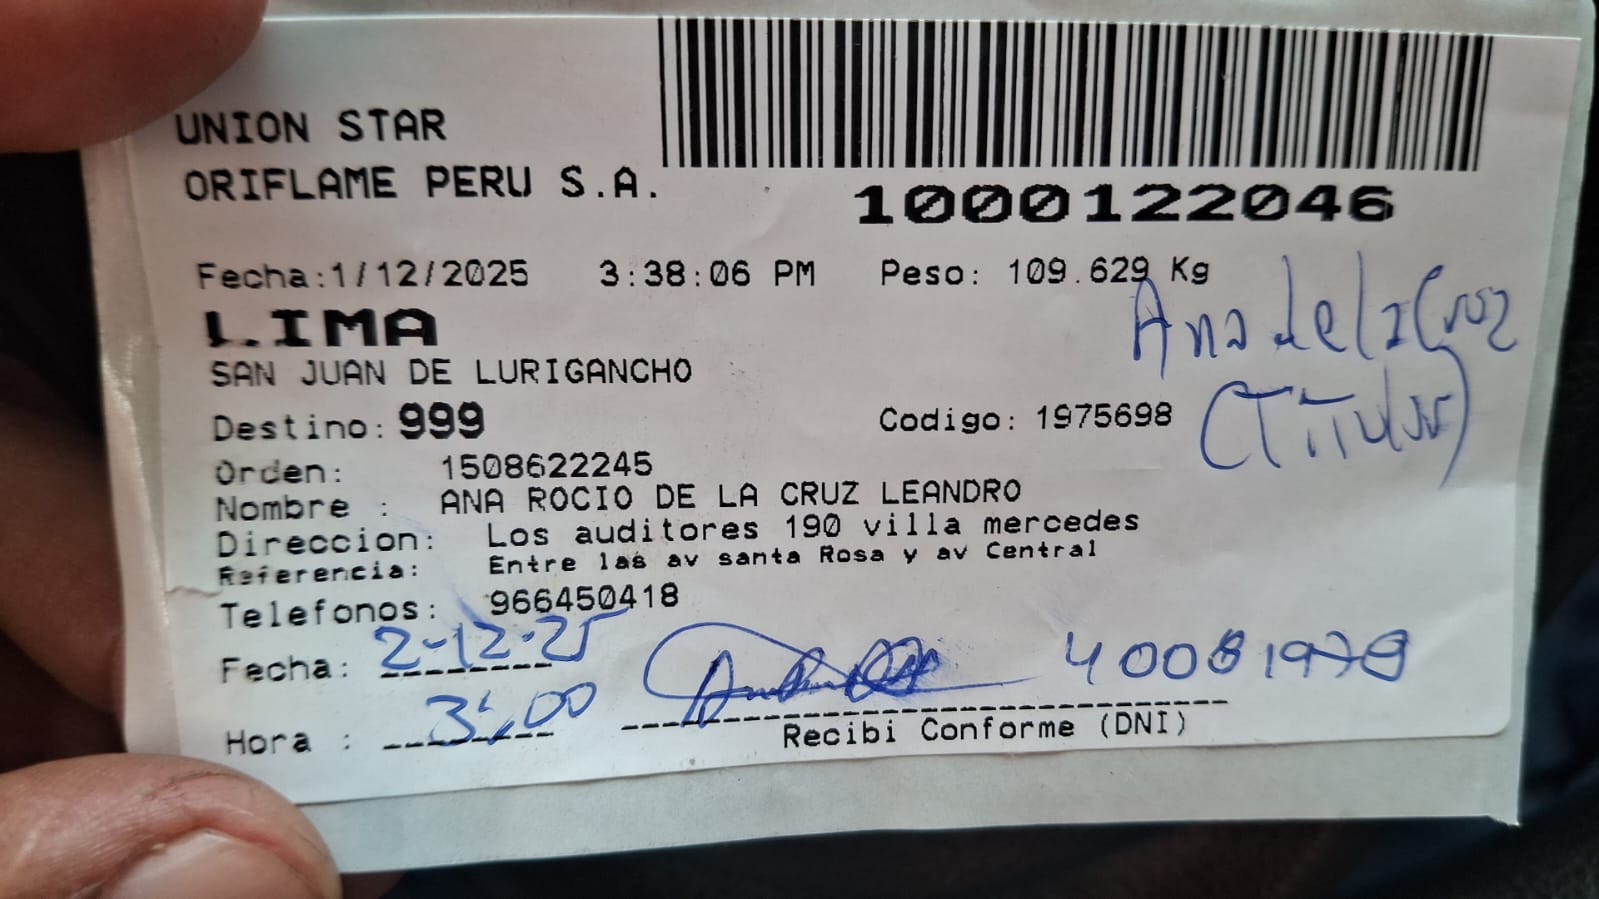 UNION STAR
ORIFLAME PERU S.A.
1000122046
Fecha:1/12/2025 3:38:06 PM Peso: 109.629 Kg
LIMA
Ana de la Cruz
SAN JUAN DE LURIGANCHO
(TiTular)
Destino: 999 Codigo: 1975698
Orden: 1508622245
Nombre : ANA ROCIO DE LA CRUZ LEANDRO
Direccion: Los auditores 190 villa mercedes
Referencia: Entre las av santa Rosa y av Central
Telefonos: 966450418
Fecha: 2-12-25
Hora : 3:00
Recibi Conforme (DNI)